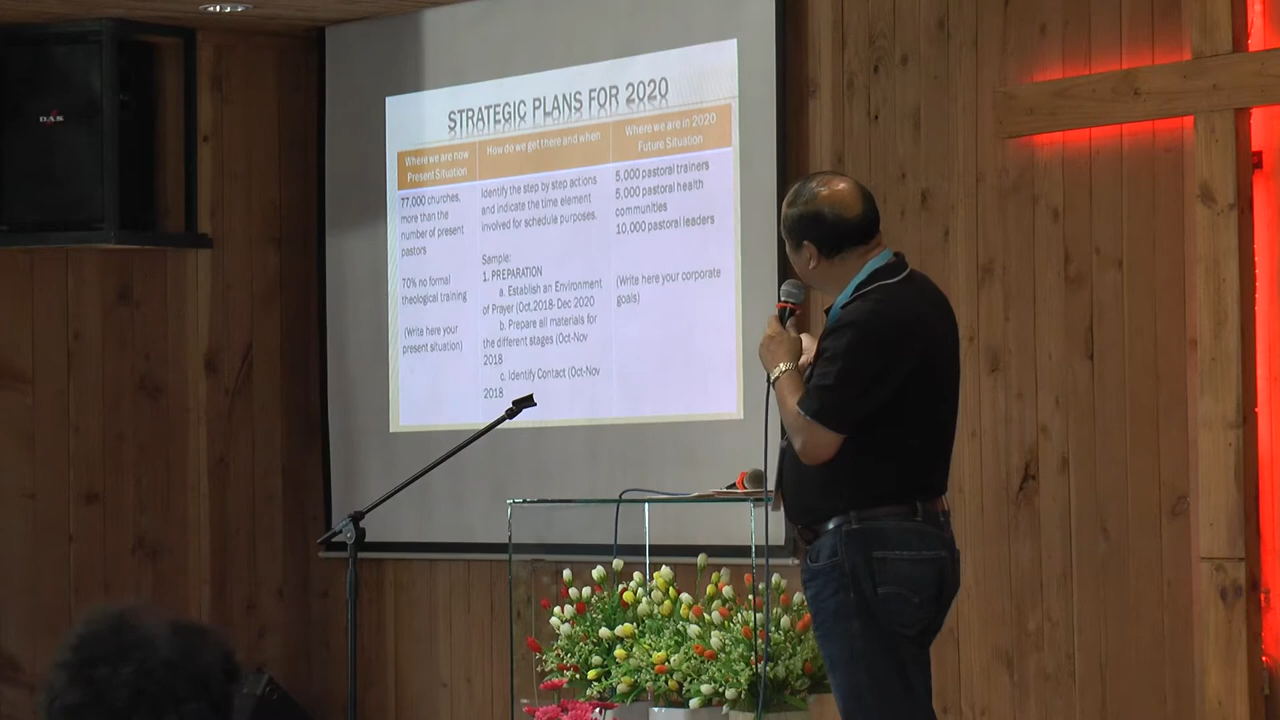 DAS
STRATEGIC PLANS FOR 2020
Where we are now
Present Situation
How do we get there and when
Where we are in 2020
Future Situation
77,000 churches,
more than the
number of present
pastors
70% no formal
theological training
(Write here your
present situation)
Identify the step by step actions
and indicate the time element
involved for schedule purposes.
Sample:
1. PREPARATION
a. Establish an Environment
of Prayer (Oct,2018- Dec 2020
b. Prepare all materials for
the different stages (Oct-Nov
2018
c. Identify Contact (Oct-Nov
2018
5,000 pastoral trainers
5,000 pastoral health
communities
10,000 pastoral leaders
(Write here your corporate
goals)